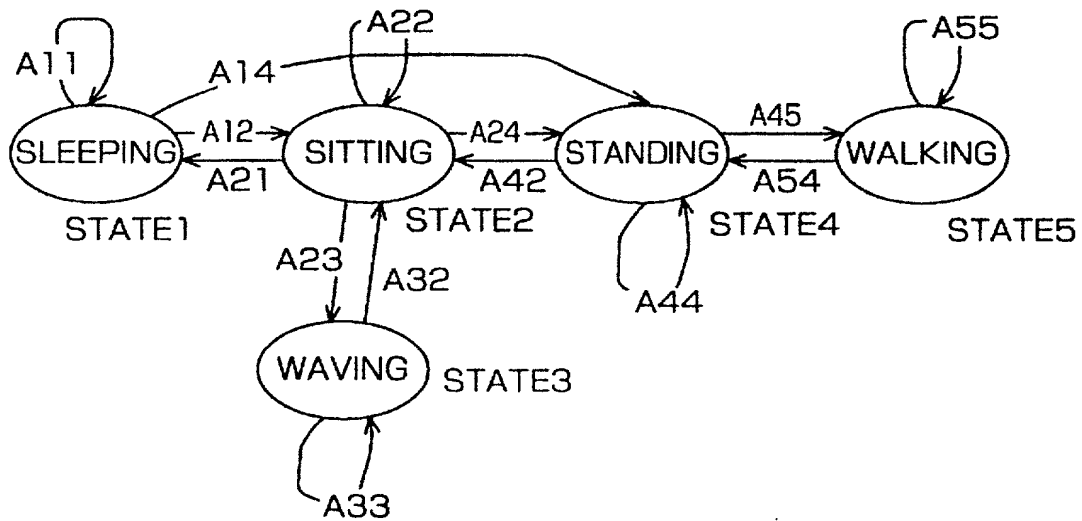 A22
A55
A11
A14
A12
A24
A45
SLEEPING
SITTING
STANDING
WALKING
A21
A42
A54
STATE1
STATE2
STATE4
STATE5
A23
A32
A44
WAVING
STATE3
A33